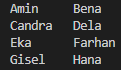 Amin Bena
Candra Dela
Eka Farhan
Gisel Hana